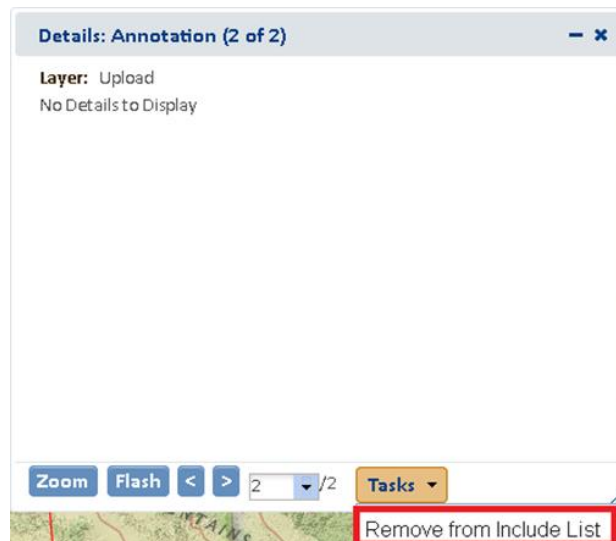 Details: Annotation (2 of 2)
Layer: Upload
No Details to Display
Zoom Flash < > 2 /2 Tasks
NTAINS
Remove from Include List